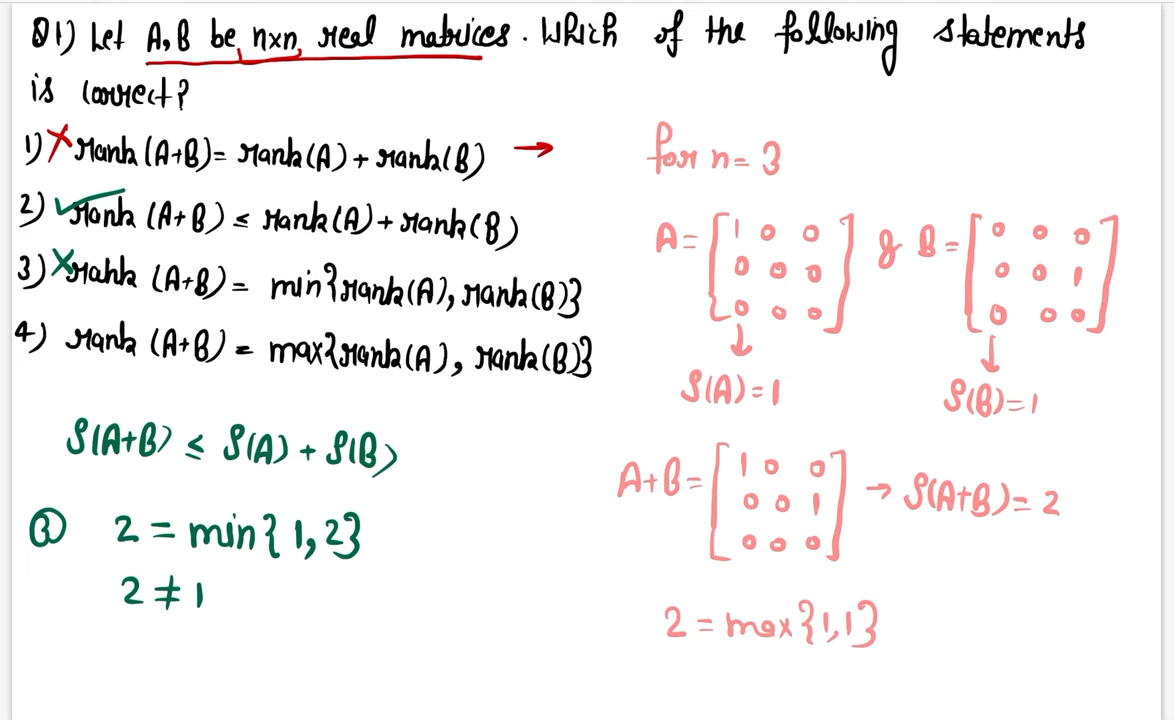 Q1) Let A, B be n×n real matrices. Which of the following statements
is correct?
1) ✗ rank (A+B) = rank(A) + rank(B) →
2) ✓ rank (A+B) ≤ rank(A) + rank(B)
3) ✗ rank (A+B) = min{rank(A), rank(B)}
4) rank (A+B) = max{rank(A), rank(B)}
ρ(A+B) ≤ ρ(A) + ρ(B)
③ 2 = min{1,2}
2 ≠ 1
for n = 3
A = [1 0 0 & B = [0 0 0
0 0 0 0 0 1
0 0 0] 0 0 0]
↓ ↓
ρ(A) = 1 ρ(B) = 1
A+B = [1 0 0
0 0 1 → ρ(A+B) = 2
0 0 0]
2 = max{1,1}